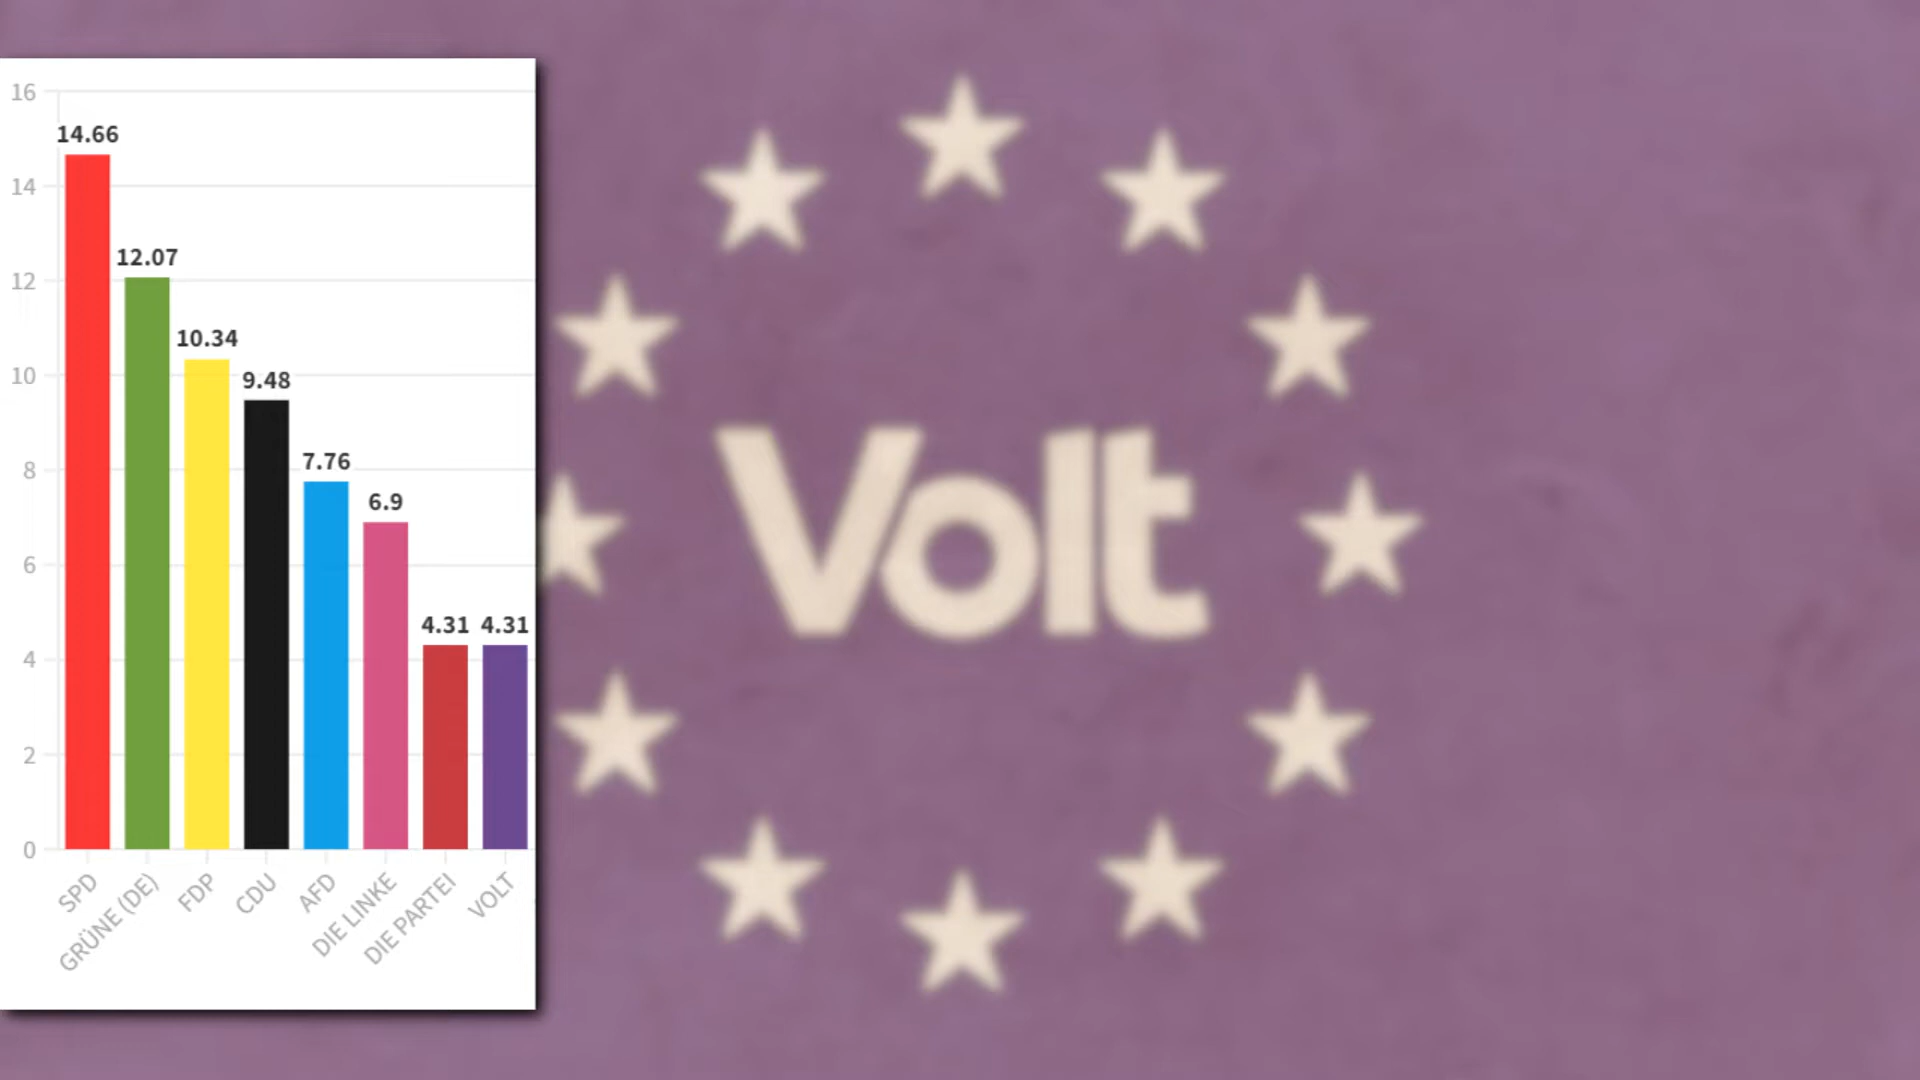 16
14.66
14
12.07
12
10.34
10
9.48
8
7.76
6.9
6
4.31 4.31
4
2
0
SPD
GRÜNE (DE)
FDP
CDU
AFD
DIE LINKE
DIE PARTEI
VOLT
Volt